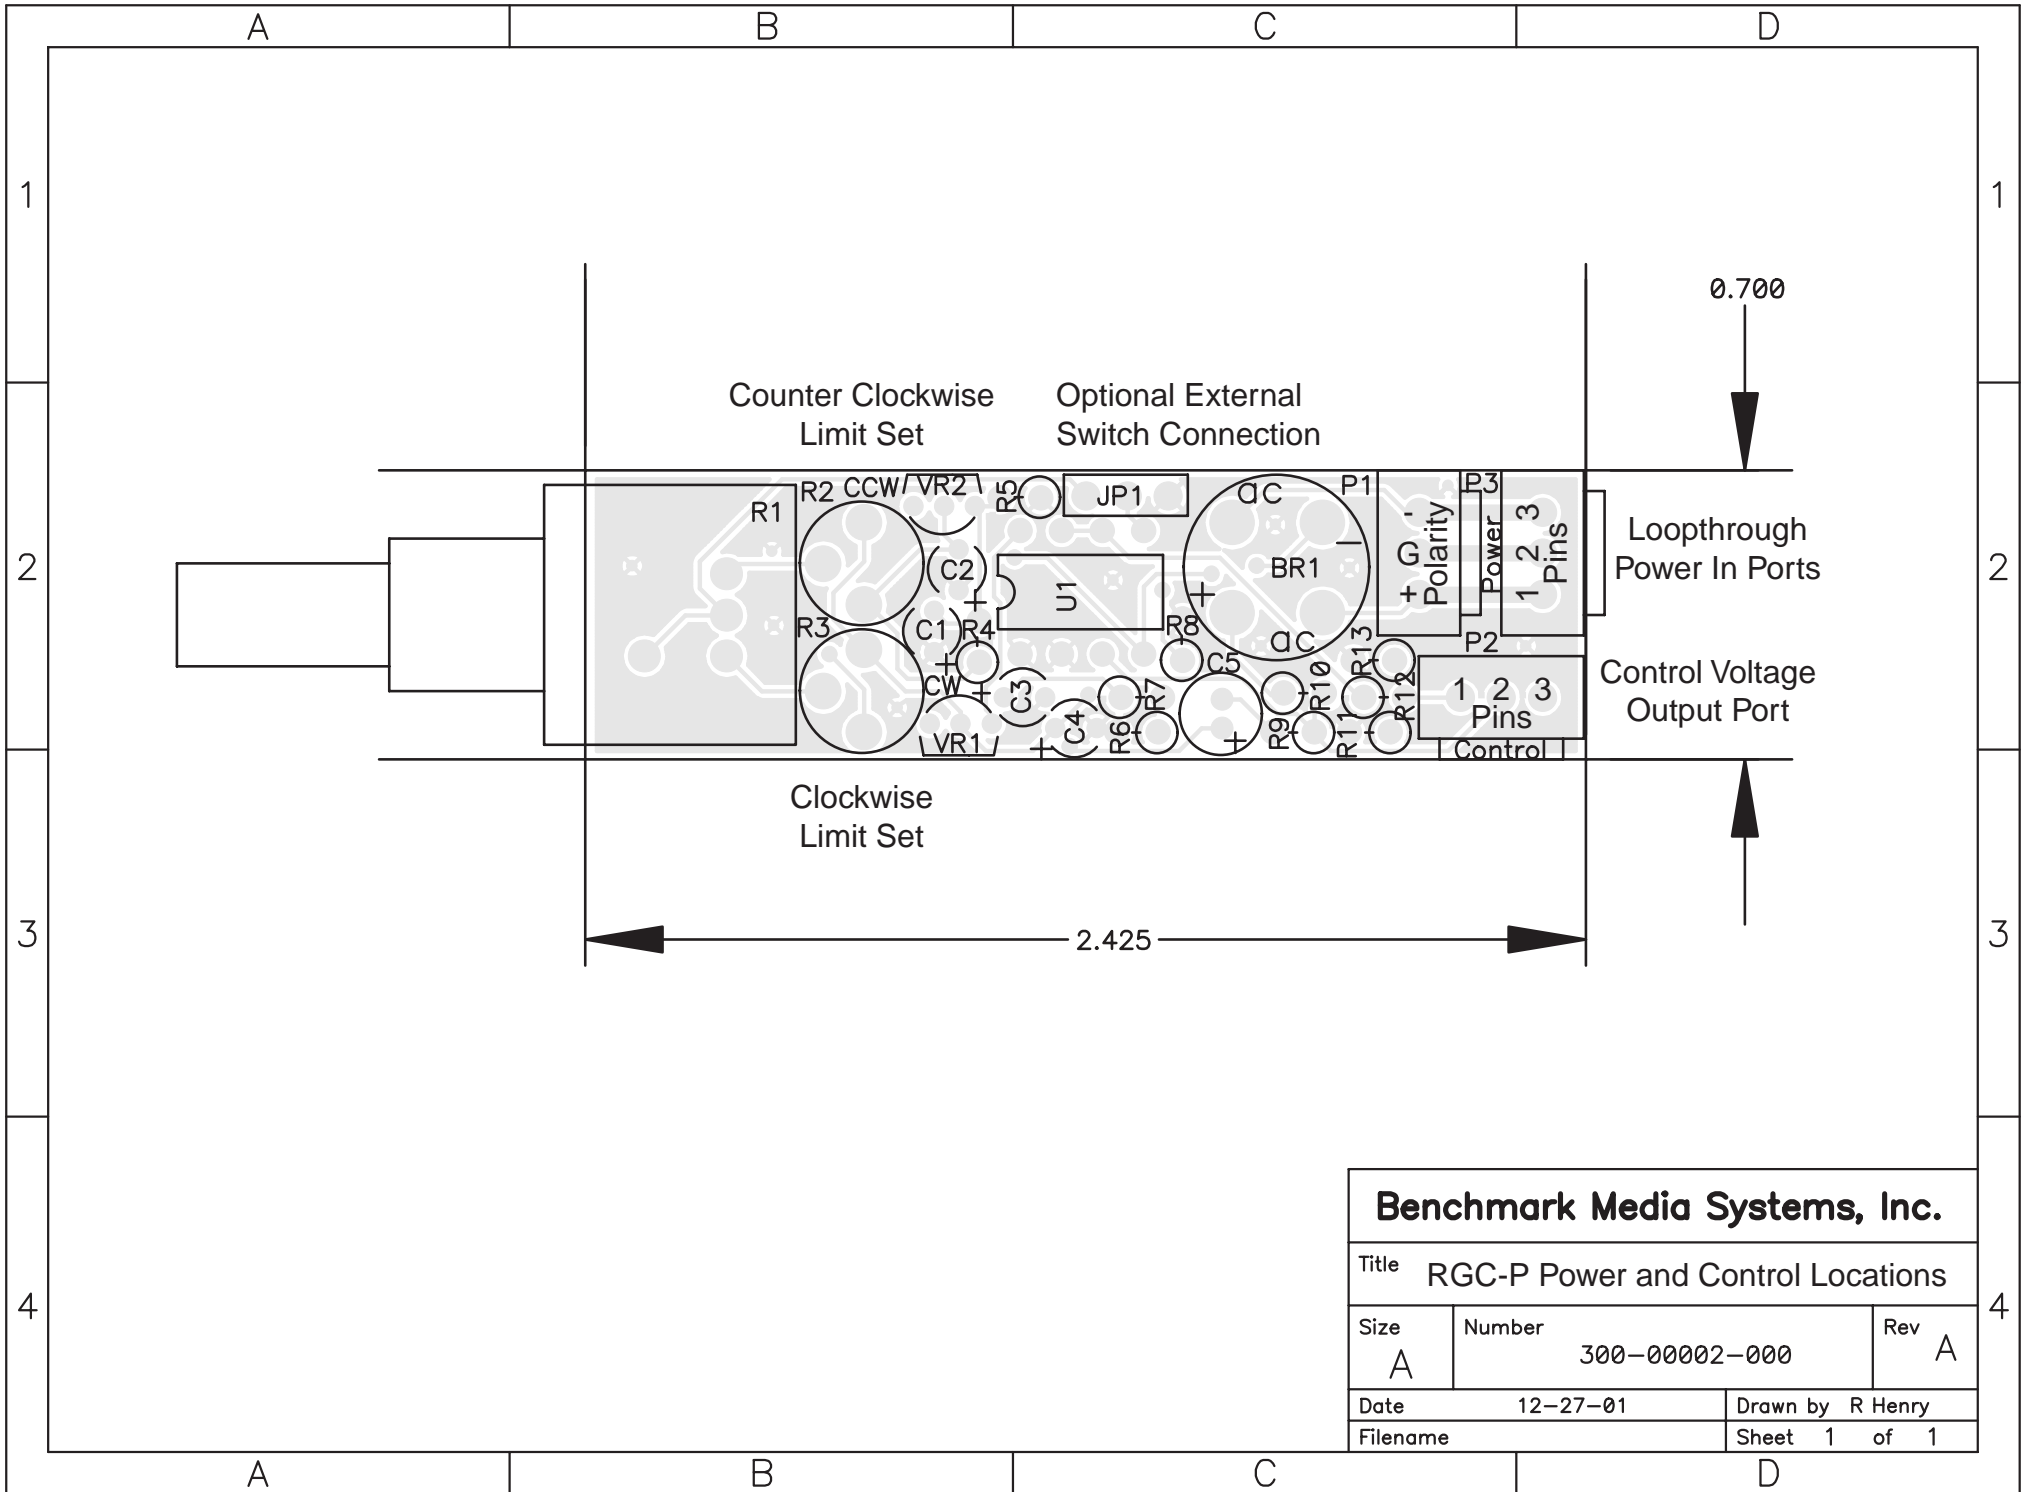 A B C D
1 1
0.700
Counter Clockwise
Limit Set
Optional External
Switch Connection
R1
R2 CCW VR2
R5
JP1
ac
P1
P3
- G +
Polarity
Power
1 2 3
Pins
Loopthrough
Power In Ports
2 2
C2
+
U1
BR1
+
−
ac
R3
C1
+
R4
R8
R13
P2
CW
+
C3
C5
+
R10
R12
1 2 3
Pins
Control Voltage
Output Port
VR1
+
C4
R6
R7
R9
R11
Control
Clockwise
Limit Set
3 3
2.425
Benchmark Media Systems, Inc.
Title RGC-P Power and Control Locations
4 4
Size
A
Number
300-00002-000
Rev A
Date 12-27-01
Drawn by R Henry
Filename
Sheet 1 of 1
A B C D